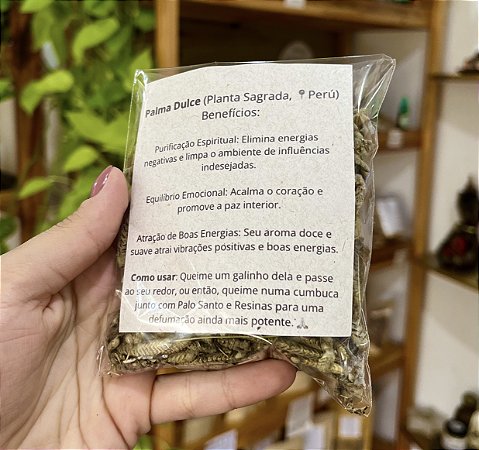 Palma Dulce (Planta Sagrada, 📍Perú)
Benefícios:
Purificação Espiritual: Elimina energias
negativas e limpa o ambiente de influências
indesejadas.
Equilíbrio Emocional: Acalma o coração e
promove a paz interior.
Atração de Boas Energias: Seu aroma doce e
suave atrai vibrações positivas e boas energias.
Como usar: Queime um galinho dela e passe
ao seu redor, ou então, queime numa cumbuca
junto com Palo Santo e Resinas para uma
defumação ainda mais potente.